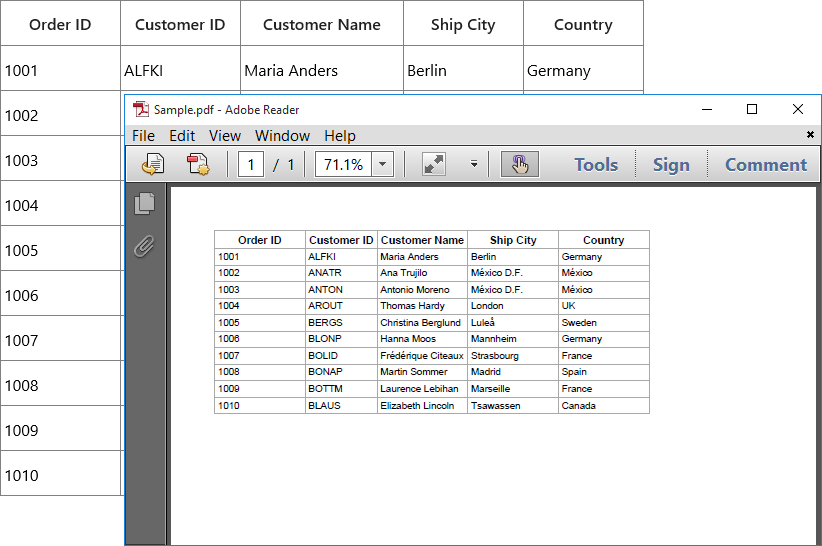 Order ID Customer ID Customer Name Ship City Country
1001 ALFKI Maria Anders Berlin Germany
1002
1003
1004
1005
1006
1007
1008
1009
1010
Sample.pdf - Adobe Reader
File Edit View Window Help
1 / 1 71.1% Tools Sign Comment
Order ID Customer ID Customer Name Ship City Country
1001 ALFKI Maria Anders Berlin Germany
1002 ANATR Ana Trujilo México D.F. México
1003 ANTON Antonio Moreno México D.F. México
1004 AROUT Thomas Hardy London UK
1005 BERGS Christina Berglund Luleå Sweden
1006 BLONP Hanna Moos Mannheim Germany
1007 BOLID Frédérique Citeaux Strasbourg France
1008 BONAP Martin Sommer Madrid Spain
1009 BOTTM Laurence Lebihan Marseille France
1010 BLAUS Elizabeth Lincoln Tsawassen Canada